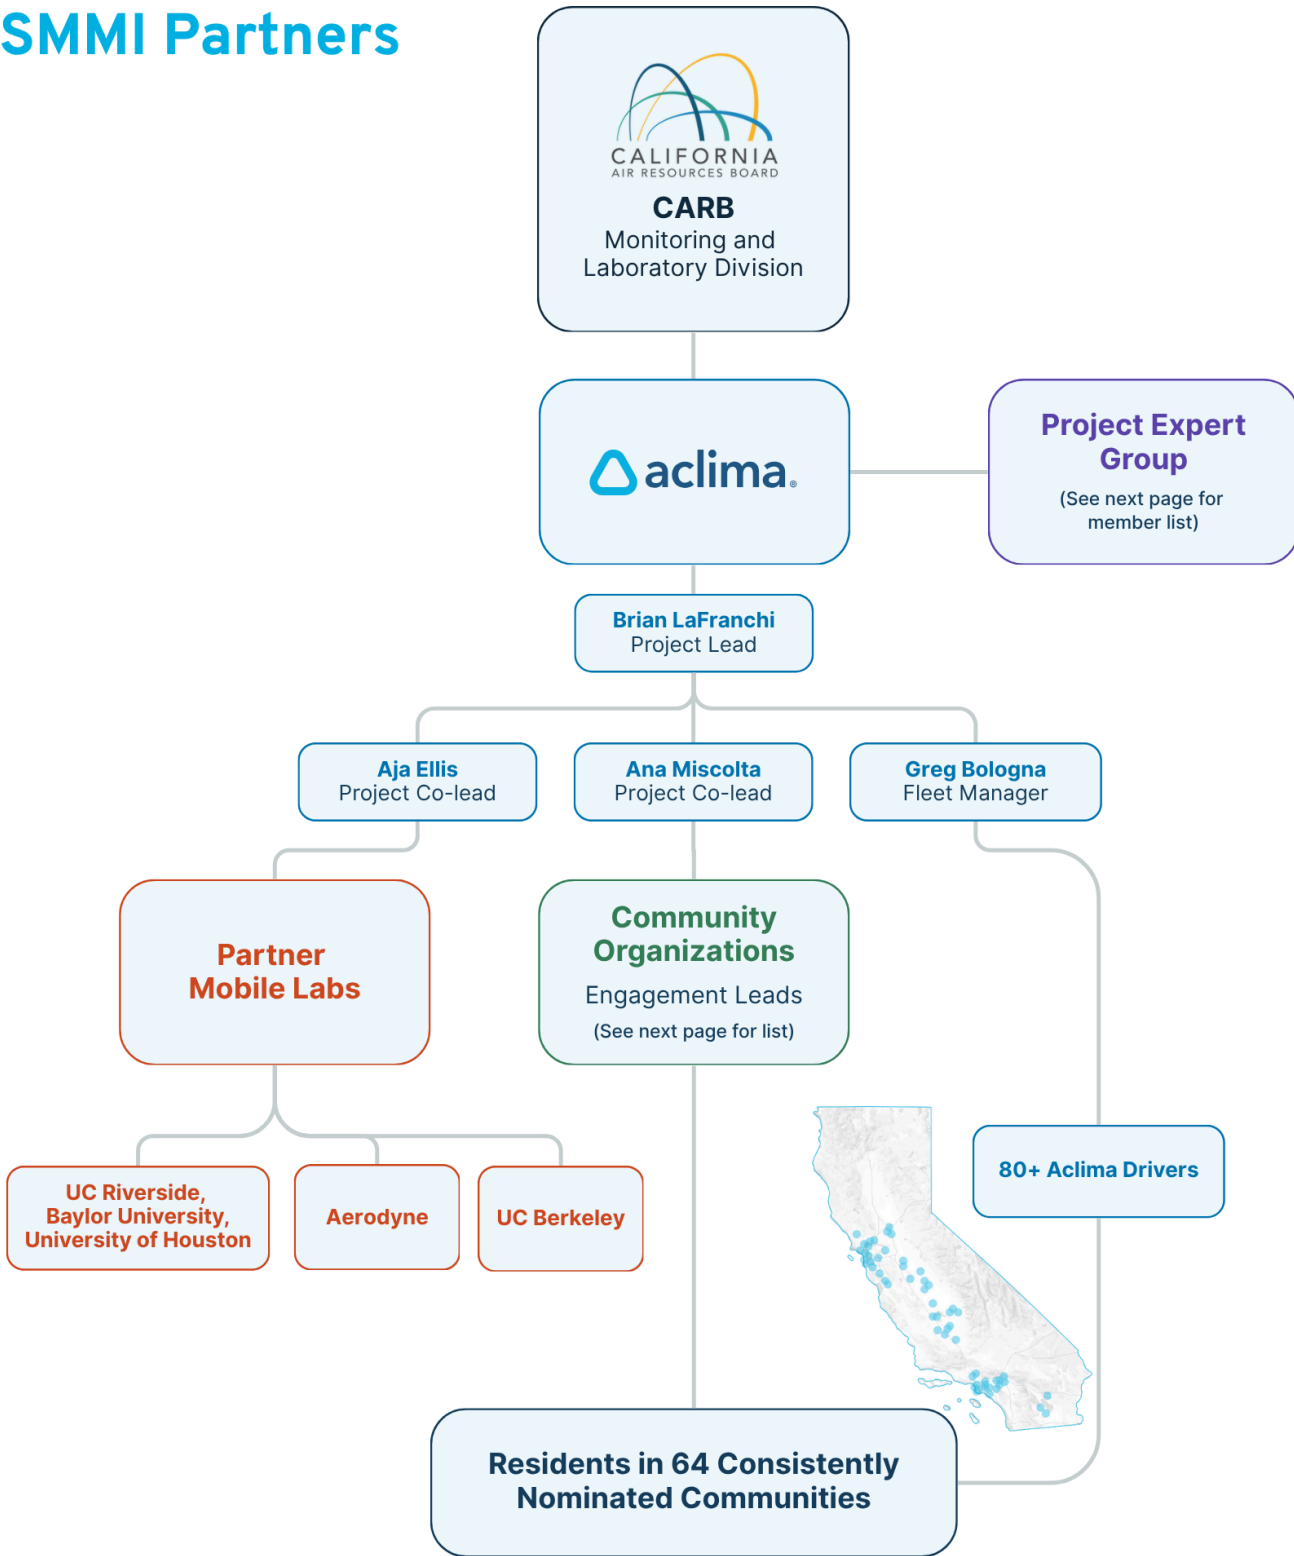 SMMI Partners
CALIFORNIA
AIR RESOURCES BOARD
CARB
Monitoring and
Laboratory Division
aclima®
Project Expert
Group
(See next page for
member list)
Brian LaFranchi
Project Lead
Aja Ellis
Project Co-lead
Ana Miscolta
Project Co-lead
Greg Bologna
Fleet Manager
Partner
Mobile Labs
Community
Organizations
Engagement Leads
(See next page for list)
UC Riverside,
Baylor University,
University of Houston
Aerodyne
UC Berkeley
80+ Aclima Drivers
Residents in 64 Consistently
Nominated Communities